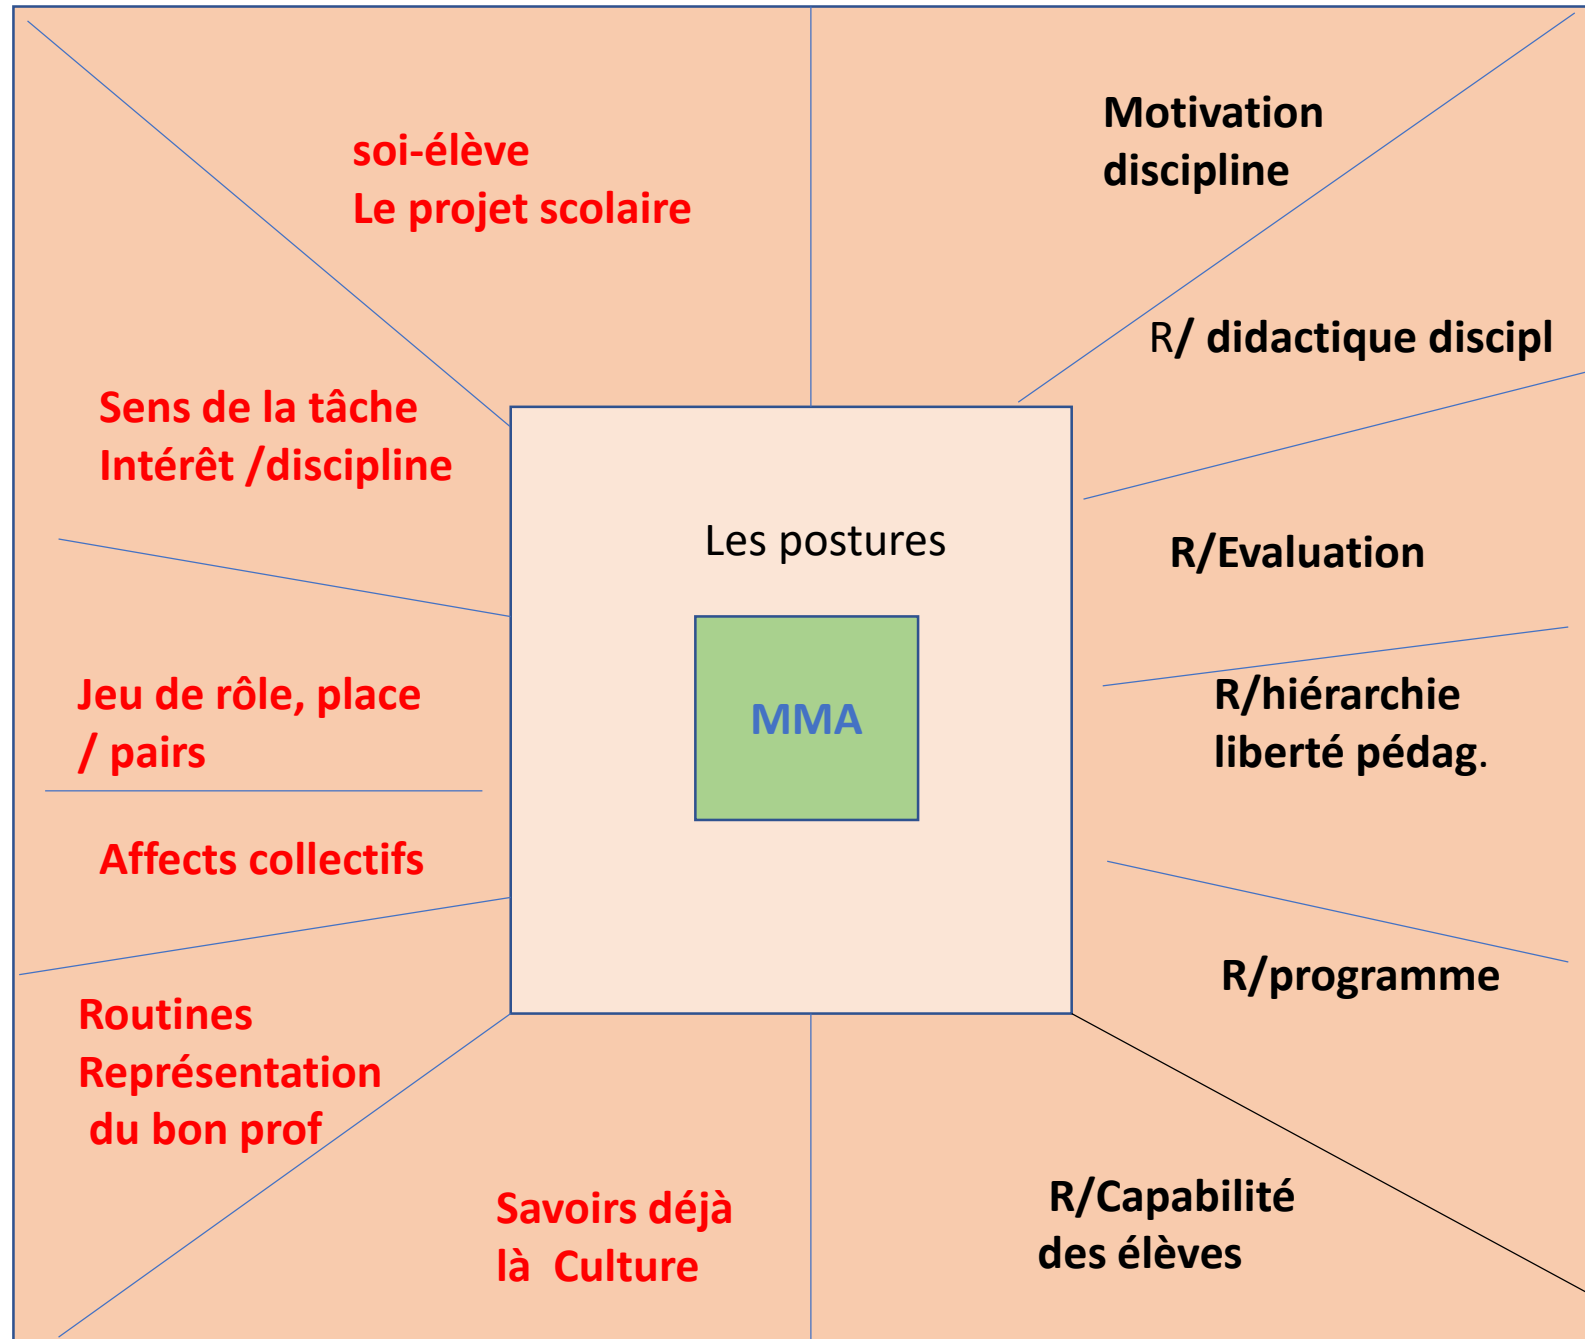 Motivation
discipline
soi-élève
Le projet scolaire
R/ didactique discipl
Sens de la tâche
Intérêt /discipline
Les postures
R/Evaluation
Jeu de rôle, place
/ pairs
MMA
R/hiérarchie
liberté pédag.
Affects collectifs
R/programme
Routines
Représentation
du bon prof
Savoirs déjà
là Culture
R/Capabilité
des élèves